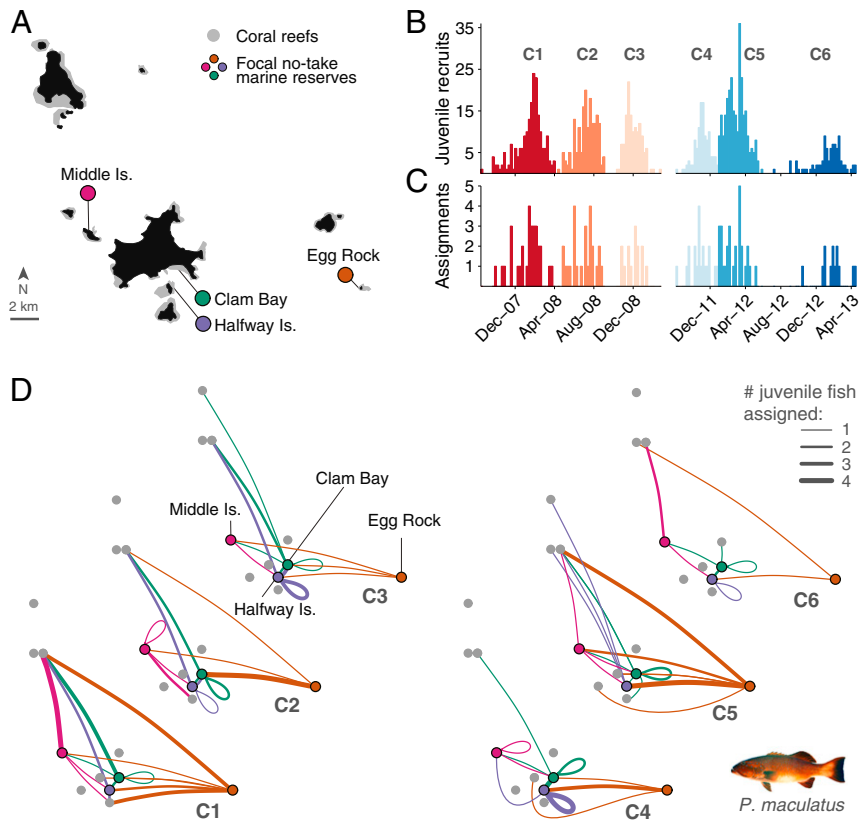 A
Coral reefs
Focal no-take
marine reserves
Middle Is.
Egg Rock
Clam Bay
Halfway Is.
N
2 km
B
Juvenile recruits
35
25
15
5
C1
C2
C3
C4
C5
C6
C
Assignments
5
4
3
2
1
Dec–07
Apr–08
Aug–08
Dec–08
Dec–11
Apr–12
Aug–12
Dec–12
Apr–13
D
# juvenile fish
assigned:
1
2
3
4
Clam Bay
Middle Is.
Egg Rock
Halfway Is.
C3
C6
C2
C5
C1
C4
P. maculatus